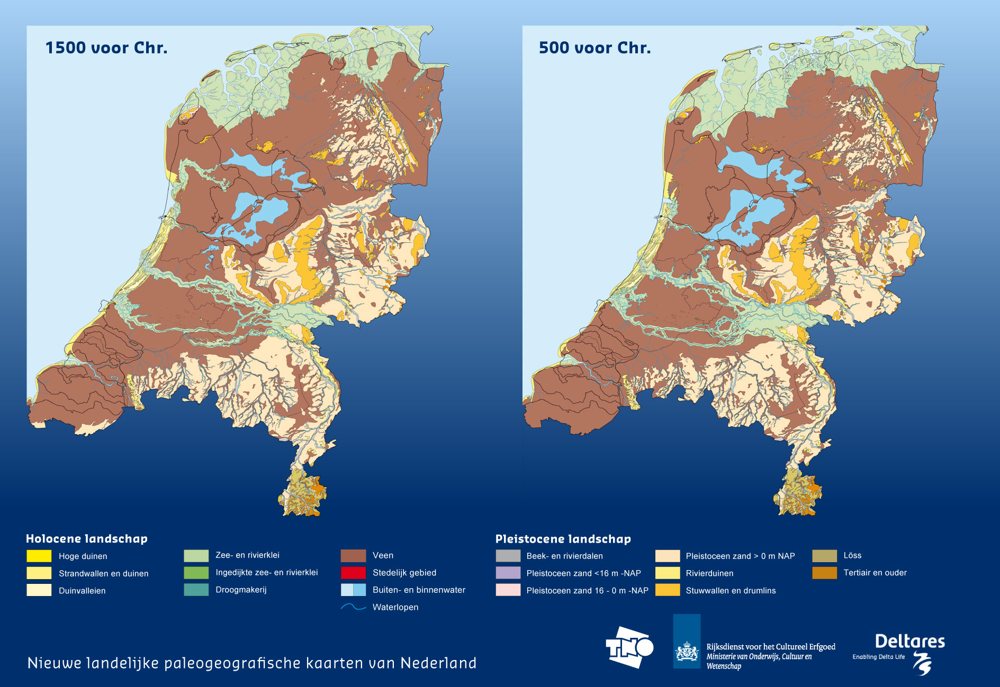 1500 voor Chr.
500 voor Chr.
Holocene landschap
Hoge duinen
Strandwallen en duinen
Duinvalleien
Zee- en rivierklei
Ingedijkte zee- en rivierklei
Droogmakerij
Veen
Stedelijk gebied
Buiten- en binnenwater
Waterlopen
Pleistocene landschap
Beek- en rivierdalen
Pleistoceen zand <16 m -NAP
Pleistoceen zand 16 - 0 m -NAP
Pleistoceen zand > 0 m NAP
Rivierduinen
Stuwwallen en drumlins
Löss
Tertiair en ouder
Nieuwe landelijke paleogeografische kaarten van Nederland
TNO
Rijksdienst voor het Cultureel Erfgoed
Ministerie van Onderwijs, Cultuur en
Wetenschap
Deltares
Enabling Delta Life